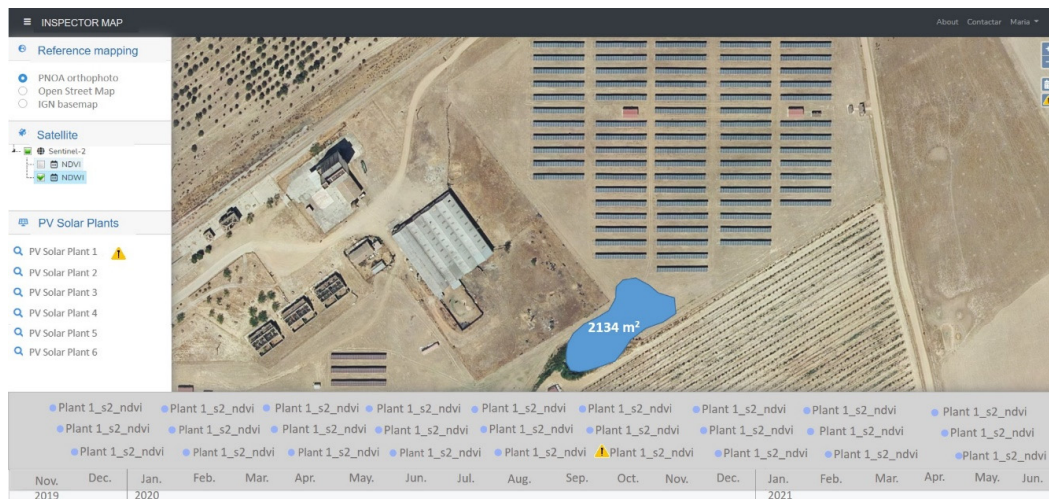 INSPECTOR MAP
About Contactar Maria
Reference mapping
PNOA orthophoto
Open Street Map
IGN basemap
Satellite
Sentinel-2
NDVI
NDWI
PV Solar Plants
PV Solar Plant 1
PV Solar Plant 2
PV Solar Plant 3
PV Solar Plant 4
PV Solar Plant 5
PV Solar Plant 6
2134 m²
Plant 1_s2_ndvi Plant 1_s2_ndvi Plant 1_s2_ndvi Plant 1_s2_ndvi Plant 1_s2_ndvi Plant 1_s2_ndvi Plant 1_s2_ndvi Plant 1_s2_ndvi Plant 1_s2_ndvi
Plant 1_s2_ndvi Plant 1_s2_ndvi Plant 1_s2_ndvi Plant 1_s2_ndvi Plant 1_s2_ndvi Plant 1_s2_ndvi Plant 1_s2_ndvi Plant 1_s2_ndvi Plant 1_s2_ndvi
Plant 1_s2_ndvi Plant 1_s2_ndvi Plant 1_s2_ndvi Plant 1_s2_ndvi Plant 1_s2_ndvi Plant 1_s2_ndvi Plant 1_s2_ndvi Plant 1_s2_ndvi Plant 1_s2_ndvi
Nov. Dec. Jan. Feb. Mar. Apr. May. Jun. Jul. Aug. Sep. Oct. Nov. Dec. Jan. Feb. Mar. Apr. May. Jun.
2019 2020 2021